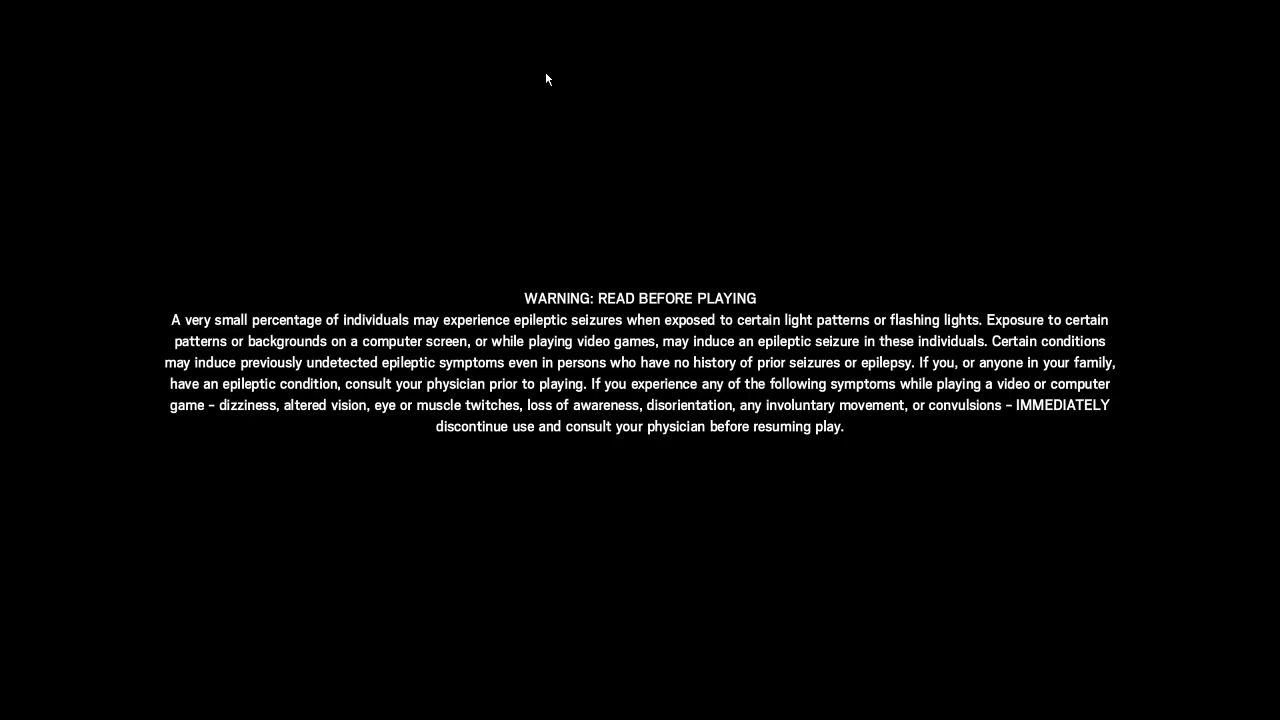 WARNING: READ BEFORE PLAYING
A very small percentage of individuals may experience epileptic seizures when exposed to certain light patterns or flashing lights. Exposure to certain
patterns or backgrounds on a computer screen, or while playing video games, may induce an epileptic seizure in these individuals. Certain conditions
may induce previously undetected epileptic symptoms even in persons who have no history of prior seizures or epilepsy. If you, or anyone in your family,
have an epileptic condition, consult your physician prior to playing. If you experience any of the following symptoms while playing a video or computer
game – dizziness, altered vision, eye or muscle twitches, loss of awareness, disorientation, any involuntary movement, or convulsions – IMMEDIATELY
discontinue use and consult your physician before resuming play.